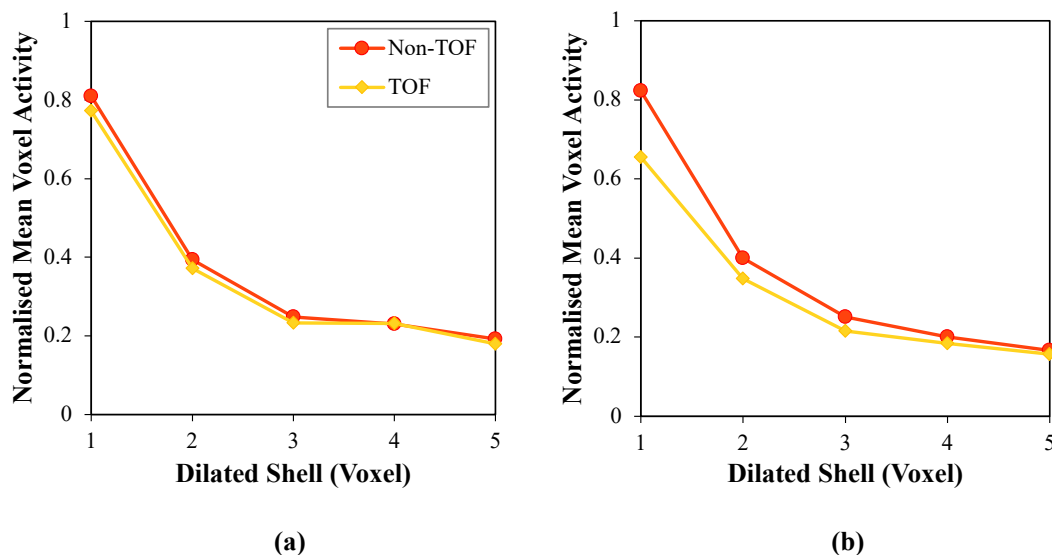 Normalised Mean Voxel Activity
1
0.8
0.6
0.4
0.2
0
Non-TOF
TOF
1 2 3 4 5
Dilated Shell (Voxel)
(a)
Normalised Mean Voxel Activity
1
0.8
0.6
0.4
0.2
0
1 2 3 4 5
Dilated Shell (Voxel)
(b)